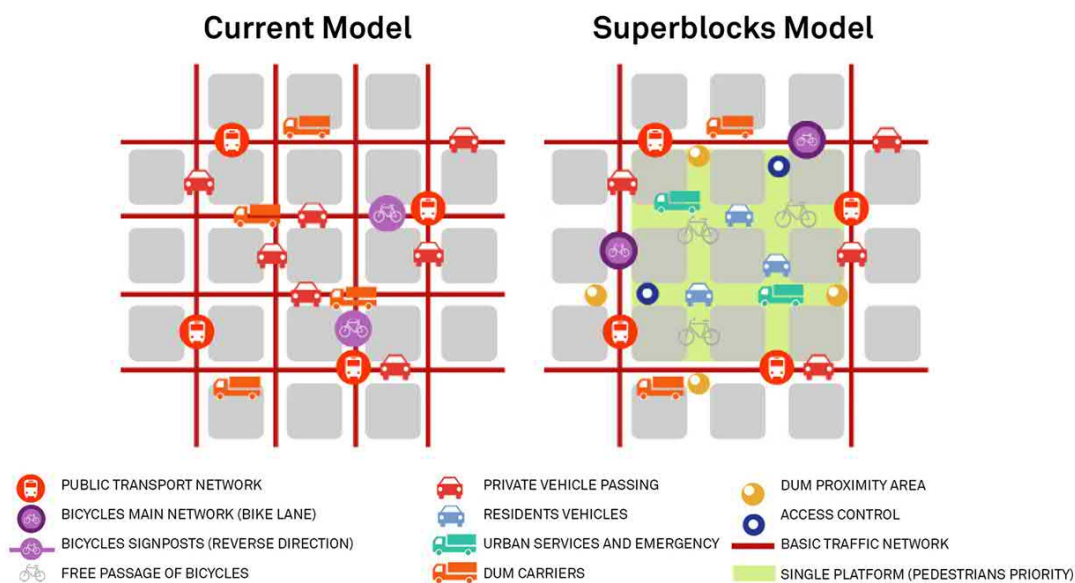 Current Model
Superblocks Model
PUBLIC TRANSPORT NETWORK
BICYCLES MAIN NETWORK (BIKE LANE)
BICYCLES SIGNPOSTS (REVERSE DIRECTION)
FREE PASSAGE OF BICYCLES
PRIVATE VEHICLE PASSING
RESIDENTS VEHICLES
URBAN SERVICES AND EMERGENCY
DUM CARRIERS
DUM PROXIMITY AREA
ACCESS CONTROL
BASIC TRAFFIC NETWORK
SINGLE PLATFORM (PEDESTRIANS PRIORITY)